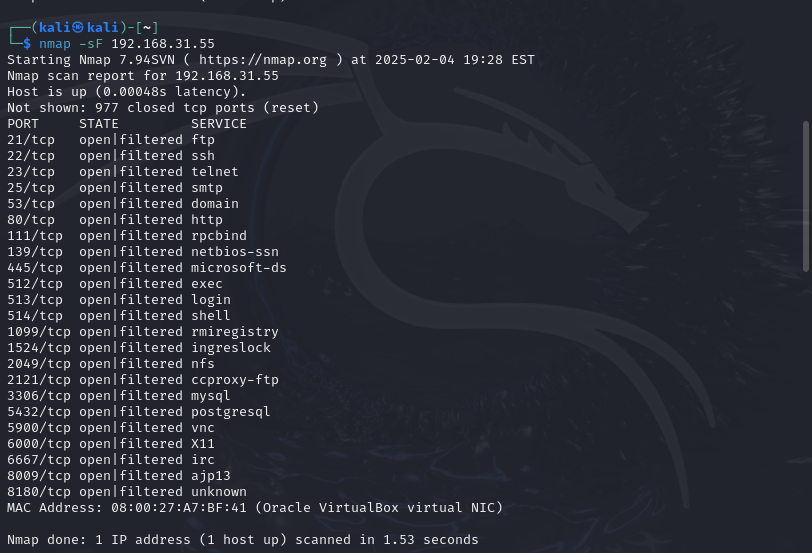 (kali㉿kali)-[~]
$ nmap -sF 192.168.31.55
Starting Nmap 7.94SVN ( https://nmap.org ) at 2025-02-04 19:28 EST
Nmap scan report for 192.168.31.55
Host is up (0.00048s latency).
Not shown: 977 closed tcp ports (reset)
PORT     STATE         SERVICE
21/tcp   open|filtered ftp
22/tcp   open|filtered ssh
23/tcp   open|filtered telnet
25/tcp   open|filtered smtp
53/tcp   open|filtered domain
80/tcp   open|filtered http
111/tcp  open|filtered rpcbind
139/tcp  open|filtered netbios-ssn
445/tcp  open|filtered microsoft-ds
512/tcp  open|filtered exec
513/tcp  open|filtered login
514/tcp  open|filtered shell
1099/tcp open|filtered rmiregistry
1524/tcp open|filtered ingreslock
2049/tcp open|filtered nfs
2121/tcp open|filtered ccproxy-ftp
3306/tcp open|filtered mysql
5432/tcp open|filtered postgresql
5900/tcp open|filtered vnc
6000/tcp open|filtered X11
6667/tcp open|filtered irc
8009/tcp open|filtered ajp13
8180/tcp open|filtered unknown
MAC Address: 08:00:27:A7:BF:41 (Oracle VirtualBox virtual NIC)
Nmap done: 1 IP address (1 host up) scanned in 1.53 seconds